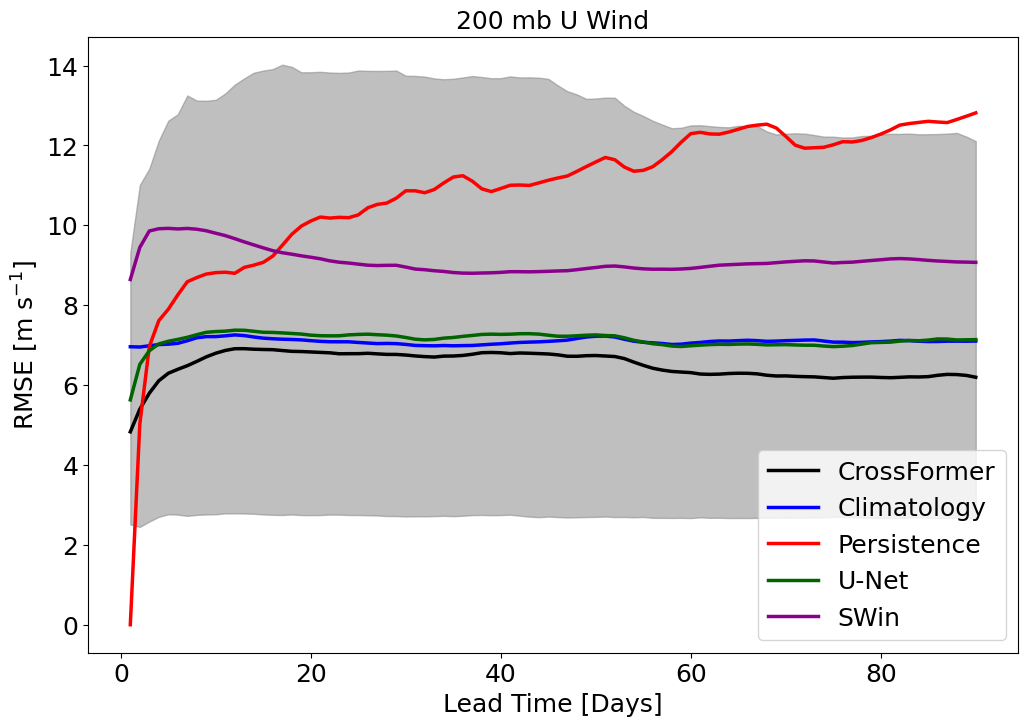 200 mb U Wind
RMSE [m s⁻¹]
14
12
10
8
6
4
2
0
0 20 40 60 80
Lead Time [Days]
CrossFormer
Climatology
Persistence
U-Net
SWin